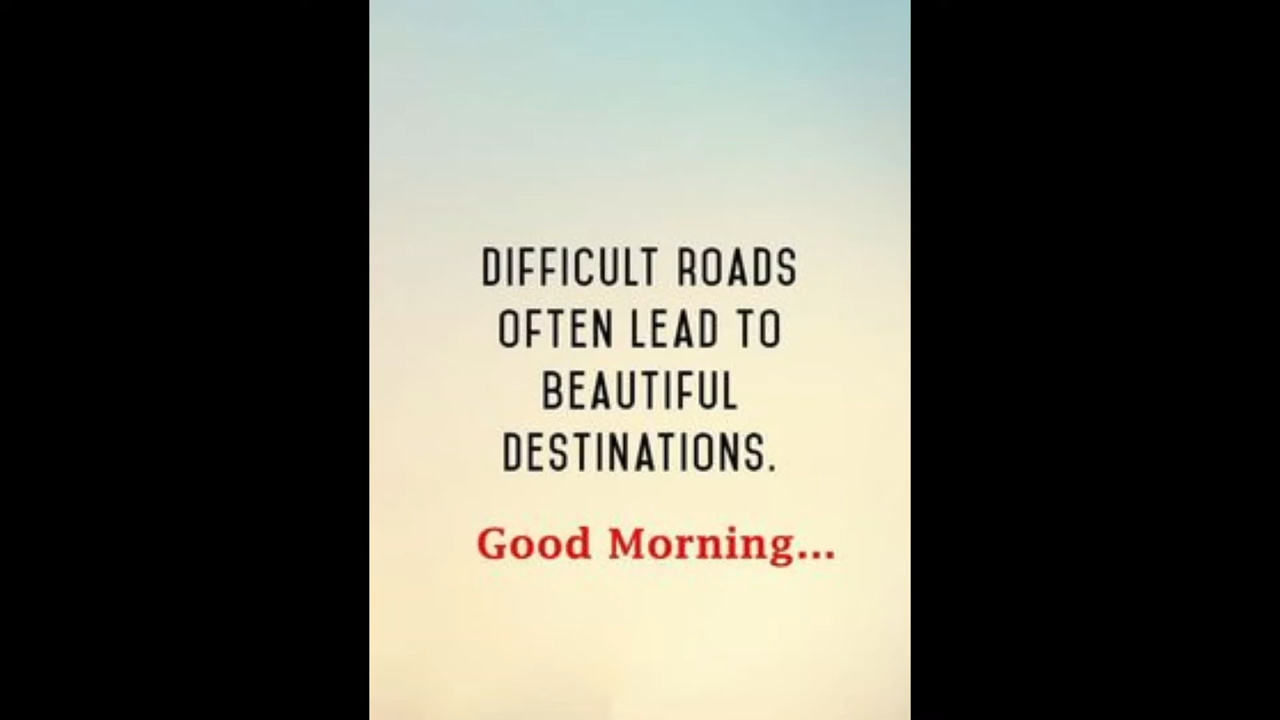 DIFFICULT ROADS
OFTEN LEAD TO
BEAUTIFUL
DESTINATIONS.
Good Morning...